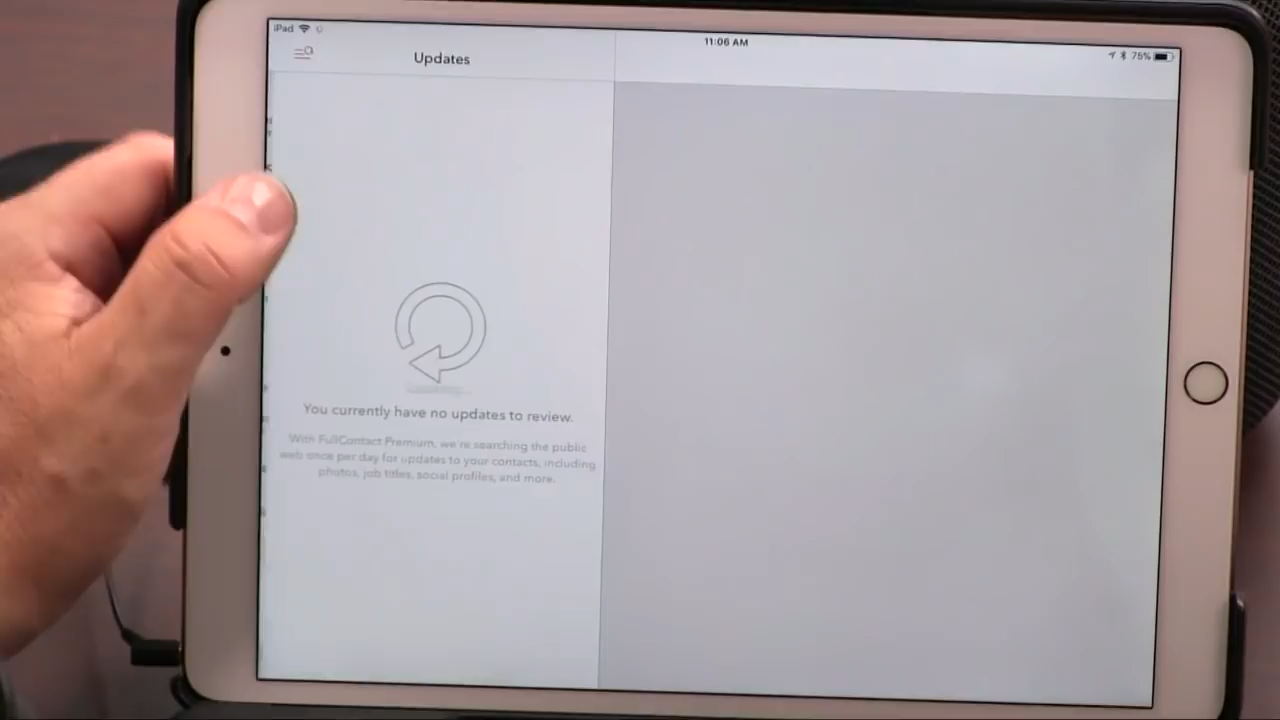 iPad
11:06 AM
75%
Updates
You currently have no updates to review.
With FullContact Premium, we're searching the public
web once per day for updates to your contacts, including
photos, job titles, social profiles, and more.